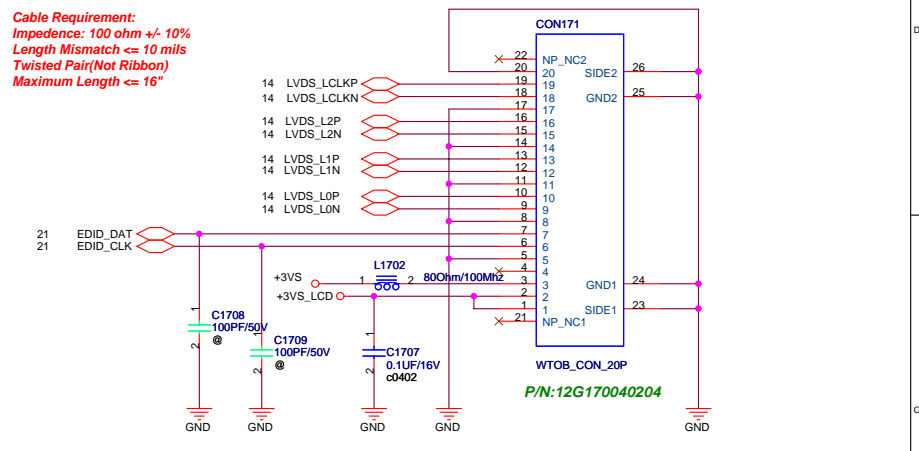 Cable Requirement:
Impedence: 100 ohm +/- 10%
Length Mismatch <= 10 mils
Twisted Pair(Not Ribbon)
Maximum Length <= 16"
CON171
22 NP_NC2
20 20 SIDE2 26
14 LVDS_LCLKP 19 19
14 LVDS_LCLKN 18 18 GND2 25
17 17
14 LVDS_L2P 16 16
14 LVDS_L2N 15 15
14 14
14 LVDS_L1P 13 13
14 LVDS_L1N 12 12
11 11
14 LVDS_L0P 10 10
14 LVDS_L0N 9 9
8 8
21 EDID_DAT 7 7
21 EDID_CLK 6 6
5 5
L1702
4 4
+3VS 1 2 80Ohm/100Mhz 3 3 GND1 24
+3VS_LCD 2 2
1 1 SIDE1 23
21 NP_NC1
1 C1708
100PF/50V
2 @
1 C1709
100PF/50V
2 @
1 C1707
0.1UF/16V
2 c0402
WTOB_CON_20P
P/N:12G170040204
GND GND GND GND GND
D
C